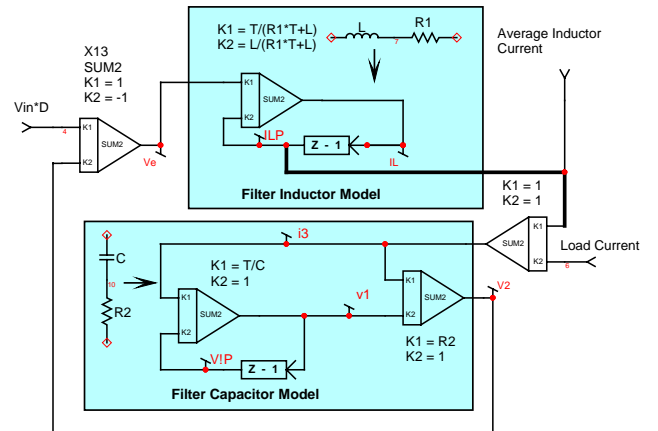 K1 = T/(R1*T+L)
K2 = L/(R1*T+L)
L
7
R1
Average Inductor
Current
X13
SUM2
K1 = 1
K2 = -1
Vin*D
4
K1
K2
SUM2
Ve
K1
K2
SUM2
ILP
Z - 1
IL
Filter Inductor Model
K1 = 1
K2 = 1
K1
K2
SUM2
Load Current
6
i3
C
10
R2
K1 = T/C
K2 = 1
K1
K2
SUM2
v1
K1
K2
SUM2
V2
K1 = R2
K2 = 1
V!P
Z - 1
Filter Capacitor Model